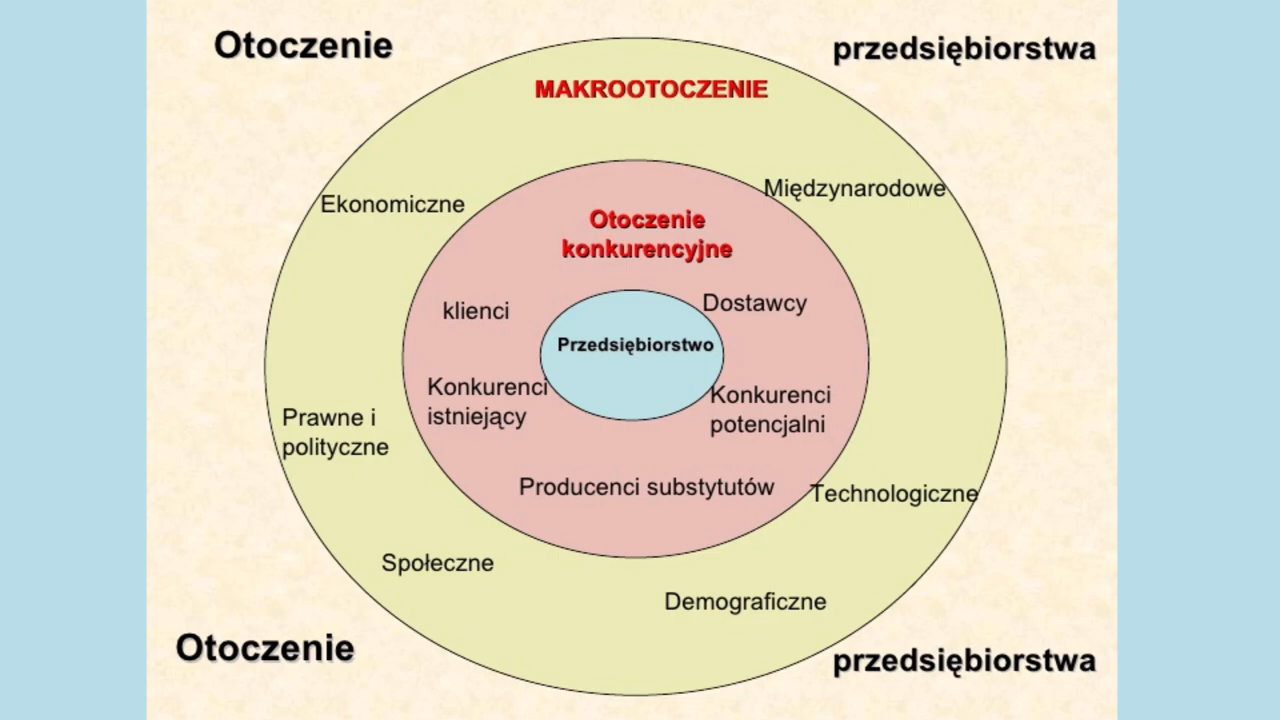 Otoczenie
przedsiębiorstwa
MAKROOTOCZENIE
Ekonomiczne
Międzynarodowe
Otoczenie
konkurencyjne
klienci
Dostawcy
Przedsiębiorstwo
Konkurenci
istniejący
Konkurenci
potencjalni
Prawne i
polityczne
Producenci substytutów
Technologiczne
Społeczne
Demograficzne
Otoczenie
przedsiębiorstwa